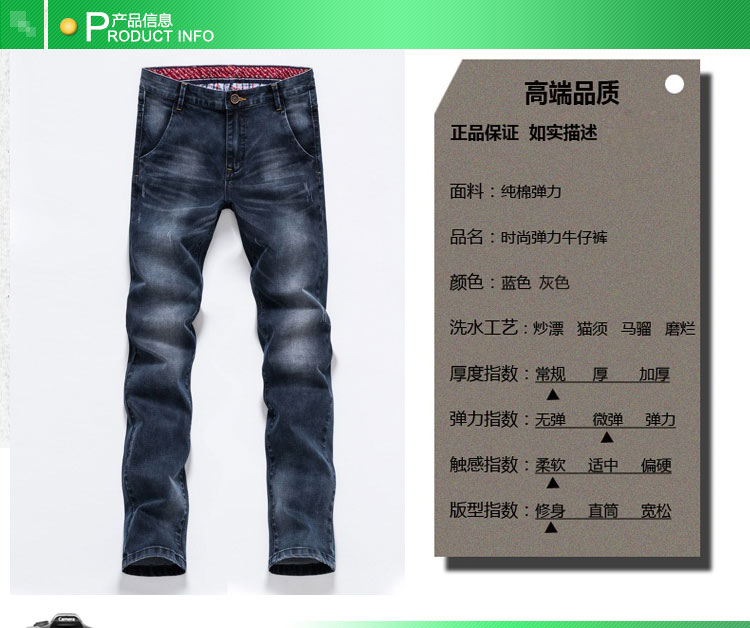 产品信息
PRODUCT INFO
高端品质
正品保证 如实描述
面料：纯棉弹力
品名：时尚弹力牛仔裤
颜色：蓝色 灰色
洗水工艺：炒漂 猫须 马骝 磨烂
厚度指数：常规 厚 加厚
弹力指数：无弹 微弹 弹力
触感指数：柔软 适中 偏硬
版型指数：修身 直筒 宽松
Camera